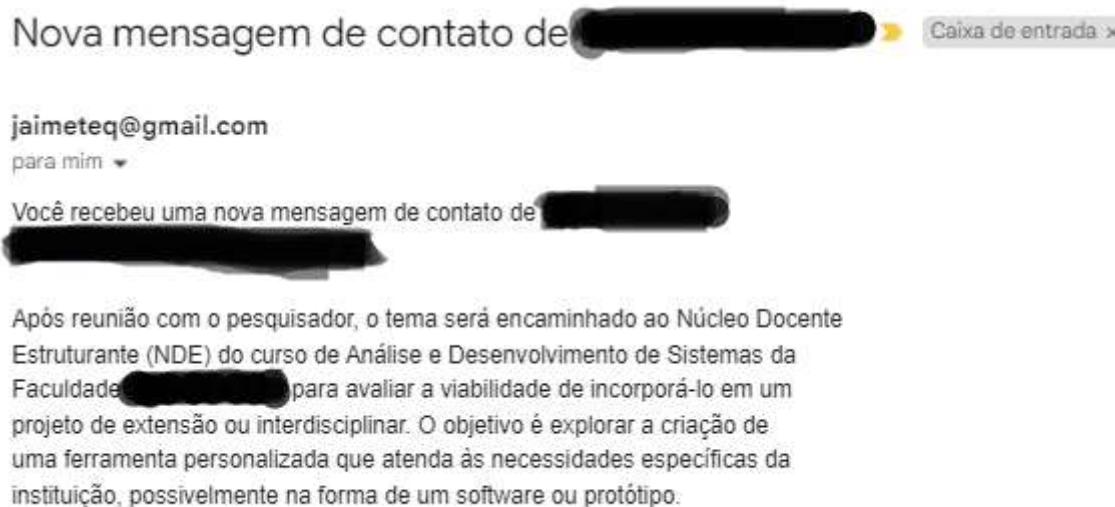 Nova mensagem de contato de
Caixa de entrada x
jaimeteq@gmail.com
para mim
Você recebeu uma nova mensagem de contato de
Após reunião com o pesquisador, o tema será encaminhado ao Núcleo Docente
Estruturante (NDE) do curso de Análise e Desenvolvimento de Sistemas da
Faculdade para avaliar a viabilidade de incorporá-lo em um
projeto de extensão ou interdisciplinar. O objetivo é explorar a criação de
uma ferramenta personalizada que atenda às necessidades específicas da
instituição, possivelmente na forma de um software ou protótipo.